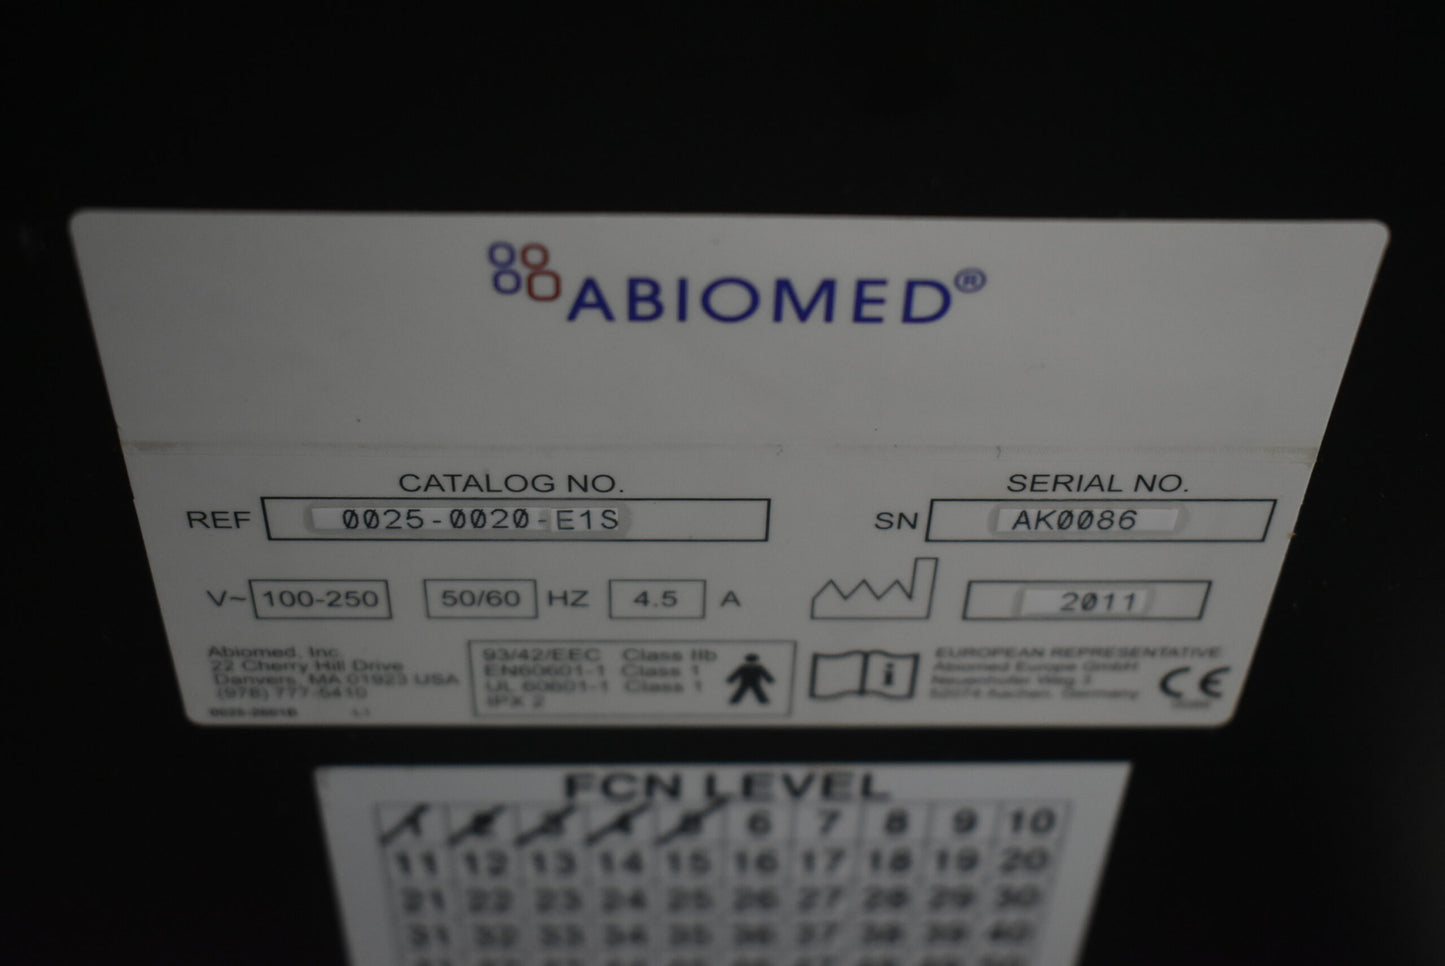 ABIOMED®
CATALOG NO.
REF 0025-0020-E1S
SERIAL NO.
SN AK0086
V~ 100-250 50/60 HZ 4.5 A
2011
Abiomed, Inc.
22 Cherry Hill Drive
Danvers, MA 01923 USA
(978) 777-5410
93/42/EEC Class IIb
EN60601-1 Class 1
UL 60601-1 Class 1
IPX 2
i
EUROPEAN REPRESENTATIVE
Abiomed Europe GmbH
Neuenhofer Weg 3
52074 Aachen, Germany
CE
FCN LEVEL
1 2 3 4 5 6 7 8 9 10
11 12 13 14 15 16 17 18 19 20
21 22 23 24 25 26 27 28 29 30
31 32 33 34 35 36 37 38 39 40